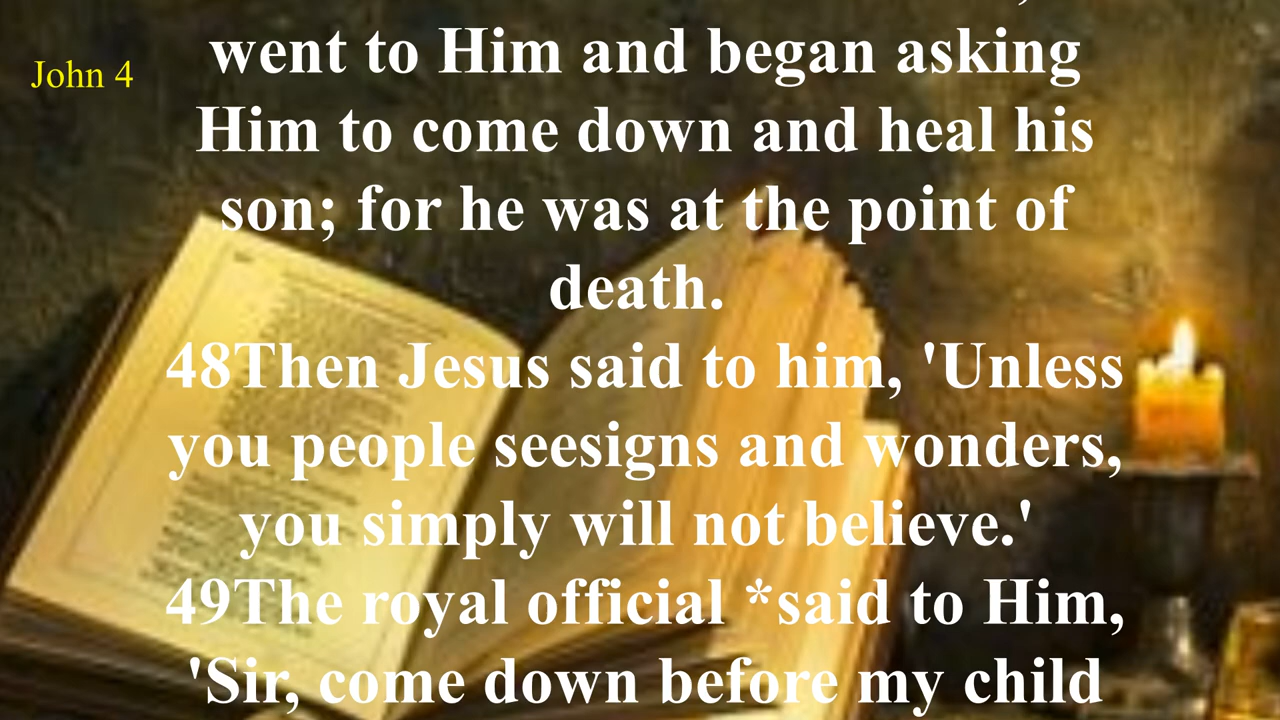 John 4
went to Him and began asking
Him to come down and heal his
son; for he was at the point of
death.
48Then Jesus said to him, 'Unless
you people seesigns and wonders,
you simply will not believe.'
49The royal official *said to Him,
'Sir, come down before my child